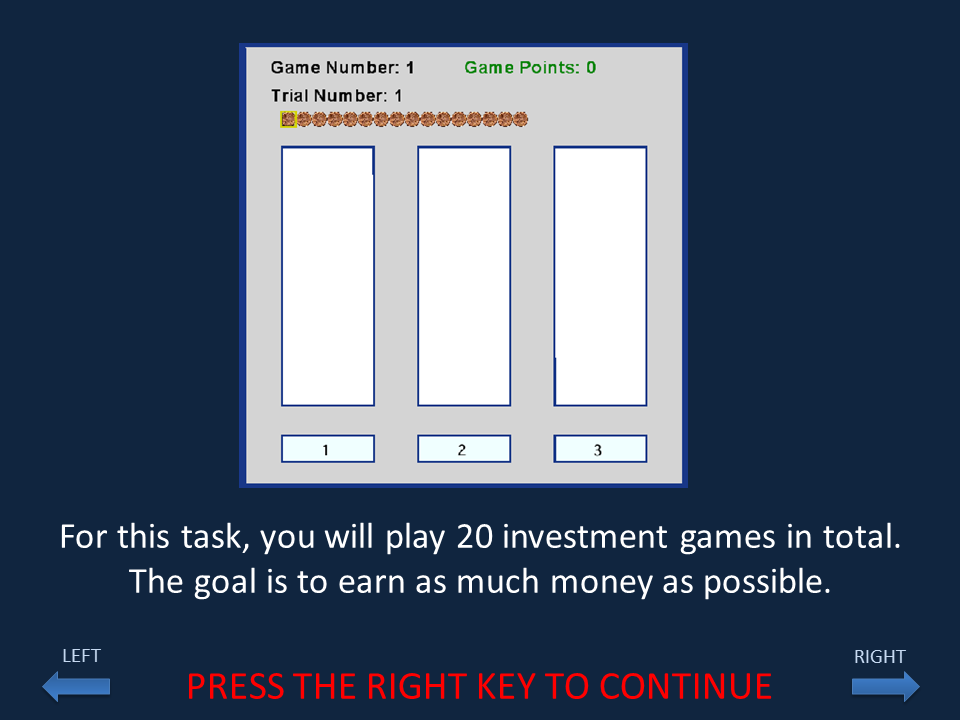 Game Number: 1 Game Points: 0
Trial Number: 1
1 2 3
For this task, you will play 20 investment games in total.
The goal is to earn as much money as possible.
LEFT RIGHT
PRESS THE RIGHT KEY TO CONTINUE